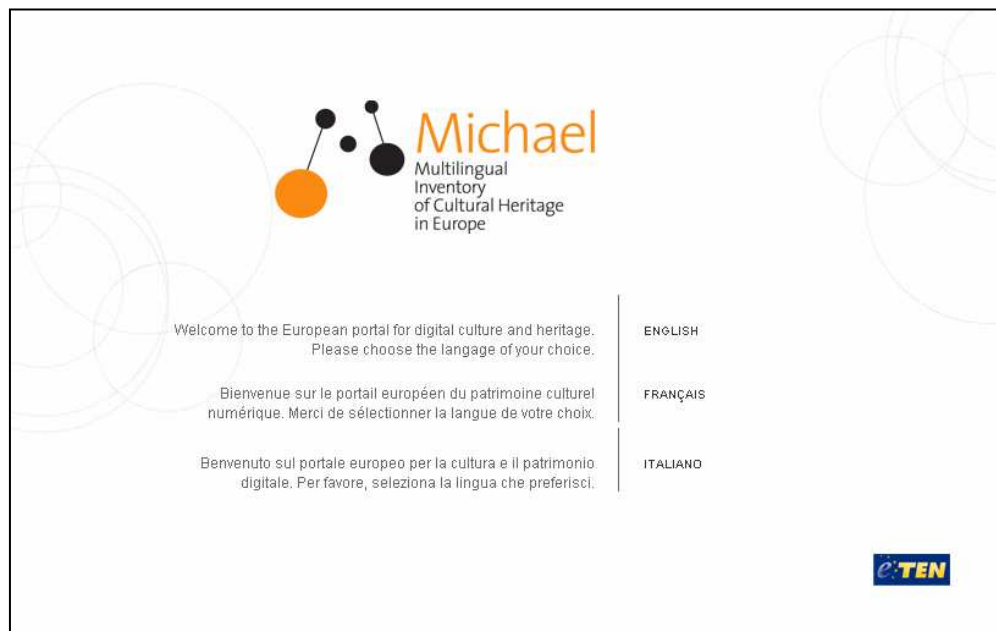 Michael
Multilingual
Inventory
of Cultural Heritage
in Europe
Welcome to the European portal for digital culture and heritage.
Please choose the langage of your choice.
ENGLISH
Bienvenue sur le portail européen du patrimoine culturel
numérique. Merci de sélectionner la langue de votre choix.
FRANÇAIS
Benvenuto sul portale europeo per la cultura e il patrimonio
digitale. Per favore, seleziona la lingua che preferisci.
ITALIANO
e TEN